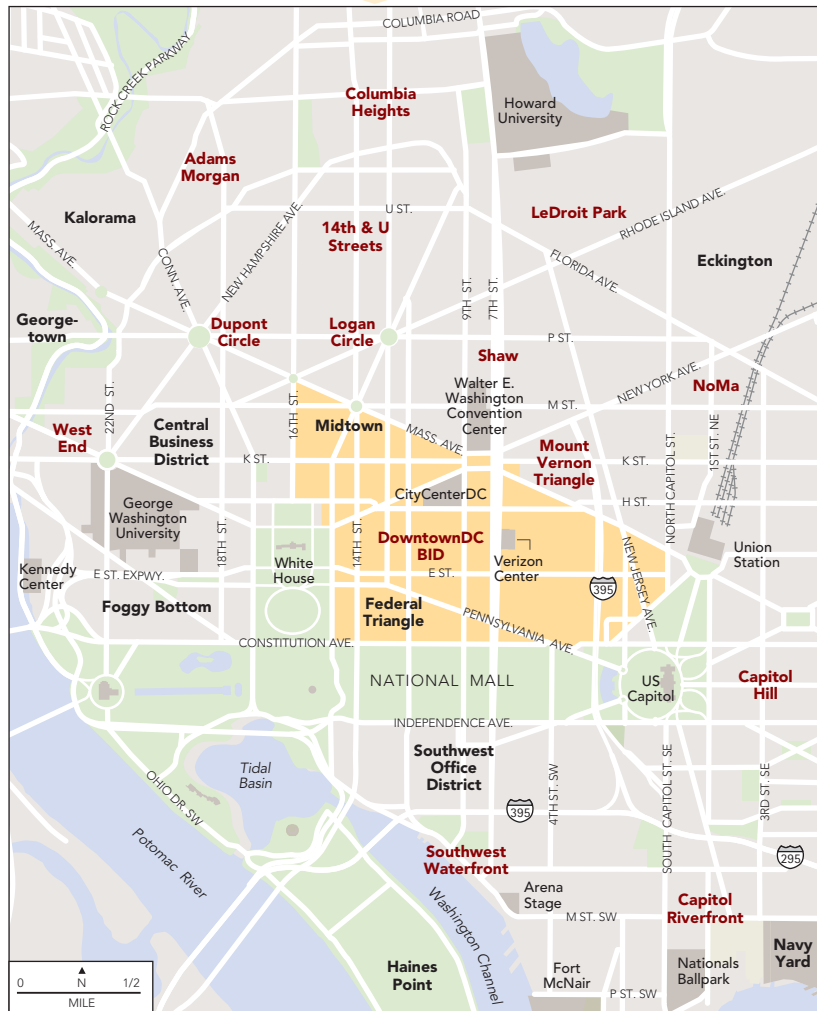 COLUMBIA ROAD
ROCK CREEK PARKWAY
Columbia
Heights
Howard
University
Adams
Morgan
Kalorama
U ST.
LeDroit Park
RHODE ISLAND AVE.
MASS. AVE.
CONN. AVE.
NEW HAMPSHIRE AVE.
14th & U
Streets
FLORIDA AVE.
Eckington
9TH ST.
7TH ST.
George-
town
Dupont
Circle
Logan
Circle
P ST.
Shaw
NEW YORK AVE.
NoMa
22ND ST.
16TH ST.
Walter E.
Washington
Convention
Center
M ST.
West
End
Central
Business
District
Midtown
MASS. AVE.
Mount
Vernon
Triangle
NORTH CAPITOL ST.
1ST ST. NE
K ST.
K ST.
George
Washington
University
CityCenterDC
H ST.
18TH ST.
White
House
14TH ST.
DowntownDC
BID
Verizon
Center
NEW JERSEY AVE.
Union
Station
Kennedy
Center
E ST. EXPWY.
E ST.
395
Foggy Bottom
Federal
Triangle
PENNSYLVANIA AVE.
CONSTITUTION AVE.
NATIONAL MALL
US
Capitol
Capitol
Hill
INDEPENDENCE AVE.
Southwest
Office
District
Tidal
Basin
OHIO DR. SW
4TH ST. SW
SOUTH CAPITOL ST. SE
3RD ST. SE
395
Potomac River
Southwest
Waterfront
295
Washington Channel
Arena
Stage
M ST. SW
Capitol
Riverfront
Haines
Point
Fort
McNair
P ST. SW
Nationals
Ballpark
Navy
Yard
0 N 1/2
MILE